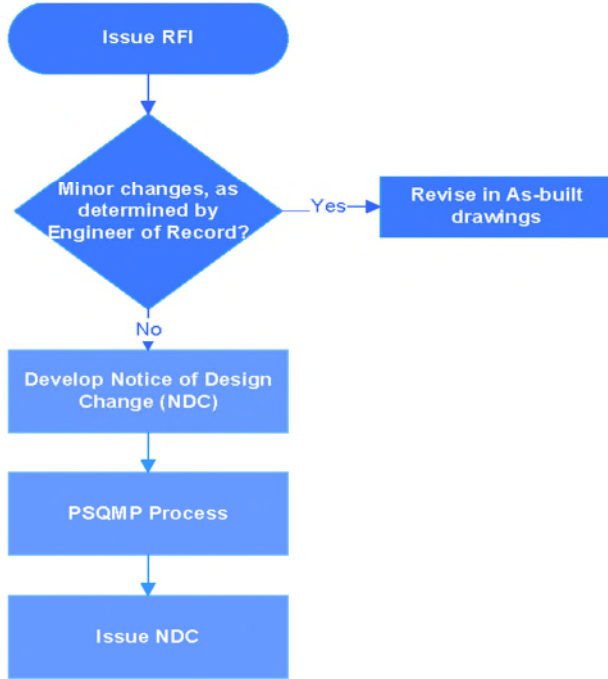 Issue RFI
Minor changes, as
determined by
Engineer of Record?
Yes
Revise in As-built
drawings
No
Develop Notice of Design
Change (NDC)
PSQMP Process
Issue NDC